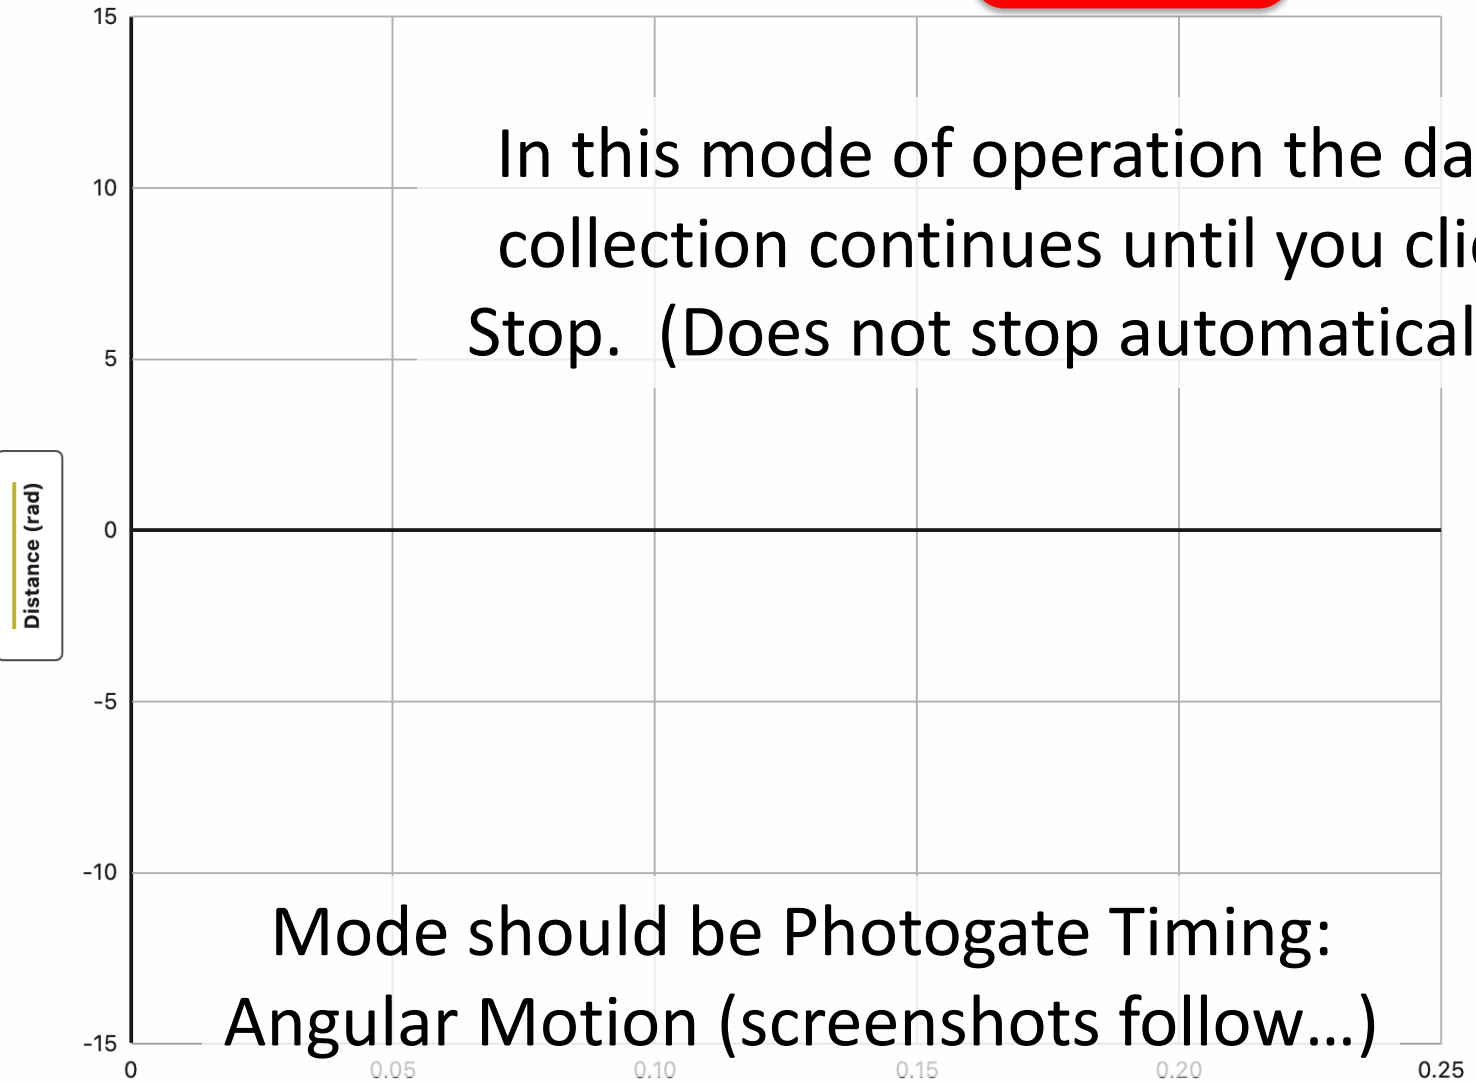 15
In this mode of operation the da
10
collection continues until you clic
Stop.  (Does not stop automatical
5
Distance (rad)
0
-5
-10
Mode should be Photogate Timing:
Angular Motion (screenshots follow...)
-15
0 0.05 0.10 0.15 0.20 0.25